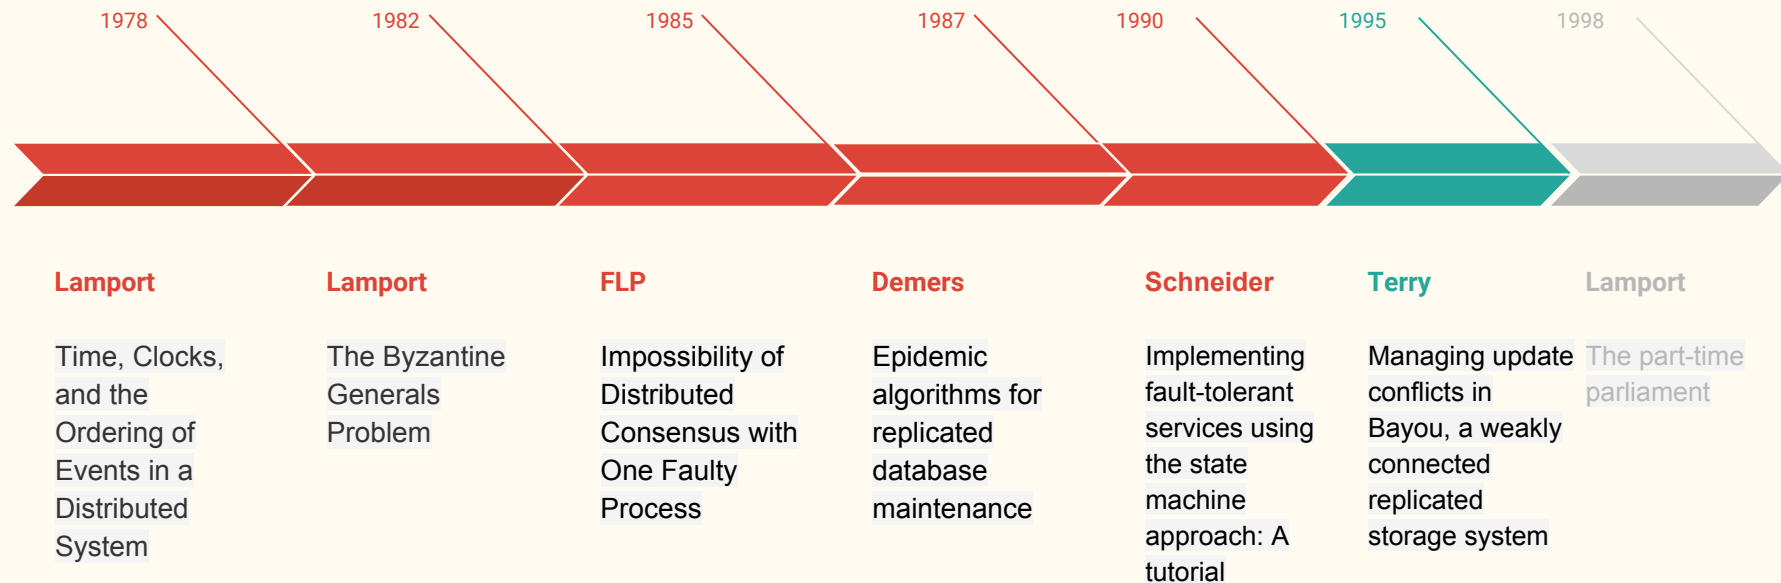 1978
1982
1985
1987
1990
1995
1998
Lamport
Time, Clocks,
and the
Ordering of
Events in a
Distributed
System
Lamport
The Byzantine
Generals
Problem
FLP
Impossibility of
Distributed
Consensus with
One Faulty
Process
Demers
Epidemic
algorithms for
replicated
database
maintenance
Schneider
Implementing
fault-tolerant
services using
the state
machine
approach: A
tutorial
Terry
Managing update
conflicts in
Bayou, a weakly
connected
replicated
storage system
Lamport
The part-time
parliament